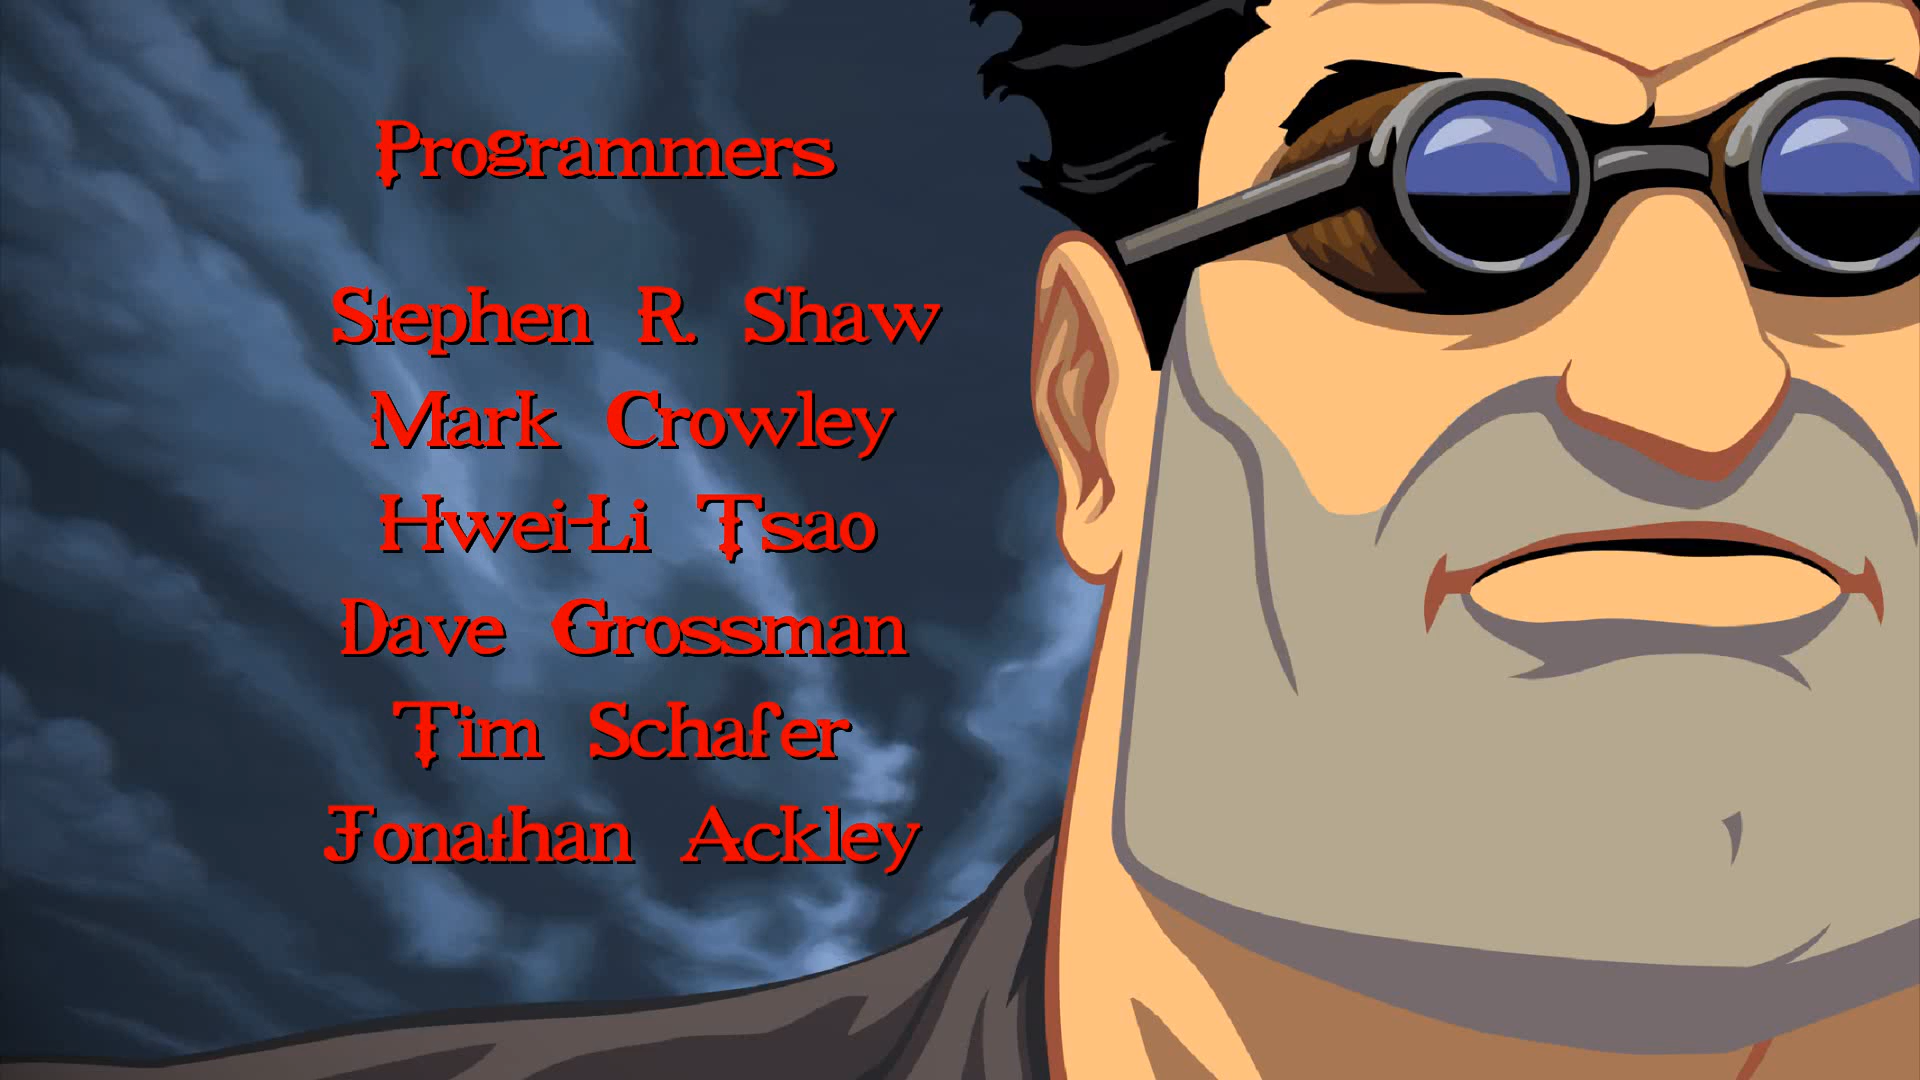 Programmers
Stephen R. Shaw
Mark Crowley
Hwei-Li Tsao
Dave Grossman
Tim Schafer
Jonathan Ackley